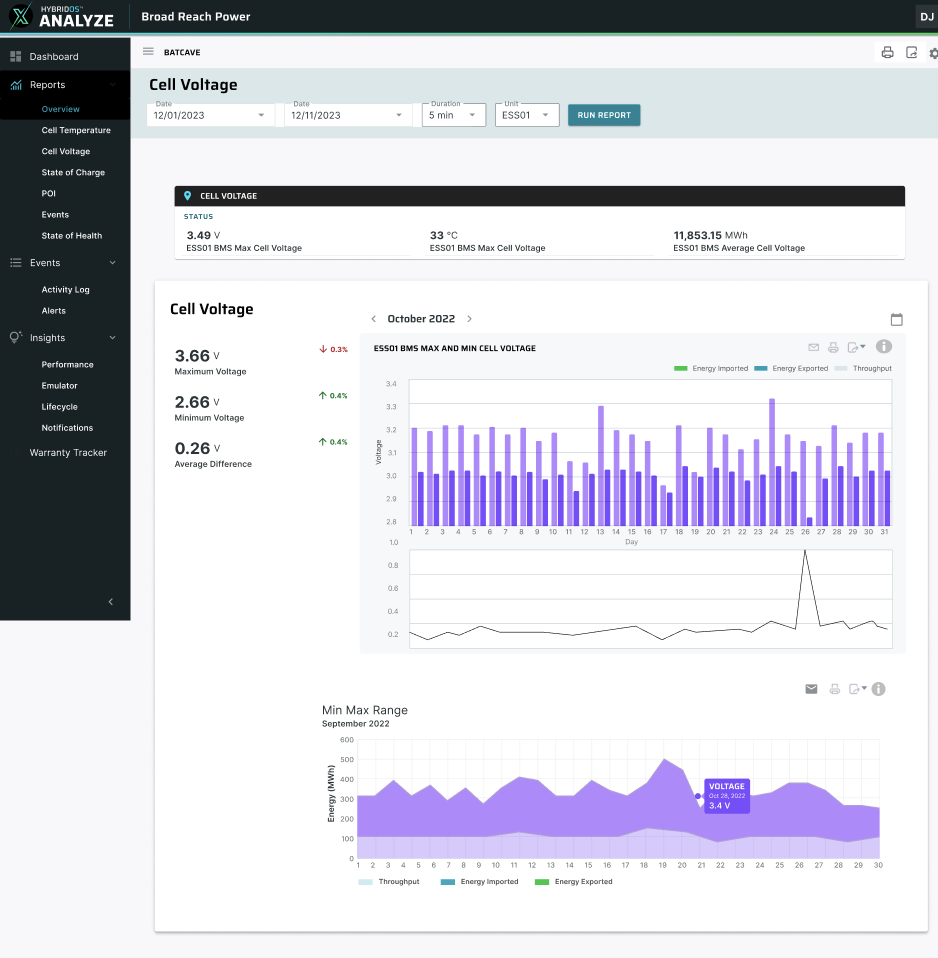 HYBRIDOS™
ANALYZE
Broad Reach Power
DJ
Dashboard
Reports
Overview
Cell Temperature
Cell Voltage
State of Charge
POI
Events
State of Health
Events
Activity Log
Alerts
Insights
Performance
Emulator
Lifecycle
Notifications
Warranty Tracker
BATCAVE
Cell Voltage
Date Date Duration Unit
12/01/2023 12/11/2023 5 min ESS01 RUN REPORT
CELL VOLTAGE
STATUS
3.49 V 33 °C 11,853.15 MWh
ESS01 BMS Max Cell Voltage ESS01 BMS Max Cell Voltage ESS01 BMS Average Cell Voltage
Cell Voltage
3.66 V 0.3%
Maximum Voltage
2.66 V 0.4%
Minimum Voltage
0.26 V 0.4%
Average Difference
October 2022
ESS01 BMS MAX AND MIN CELL VOLTAGE
Energy Imported Energy Exported Throughput
3.4
3.3
3.2
3.1
3.0
2.9
2.8
Voltage
1 2 3 4 5 6 7 8 9 10 11 12 13 14 15 16 17 18 19 20 21 22 23 24 25 26 27 28 29 30 31
Day
1.0
0.8
0.6
0.4
0.2
Min Max Range
September 2022
600
500
400
300
200
100
0
Energy (MWh)
VOLTAGE
Oct 28, 2022
3.4 V
1 2 3 4 5 6 7 8 9 10 11 12 13 14 15 16 17 18 19 20 21 22 23 24 25 26 27 28 29 30
Throughput Energy Imported Energy Exported